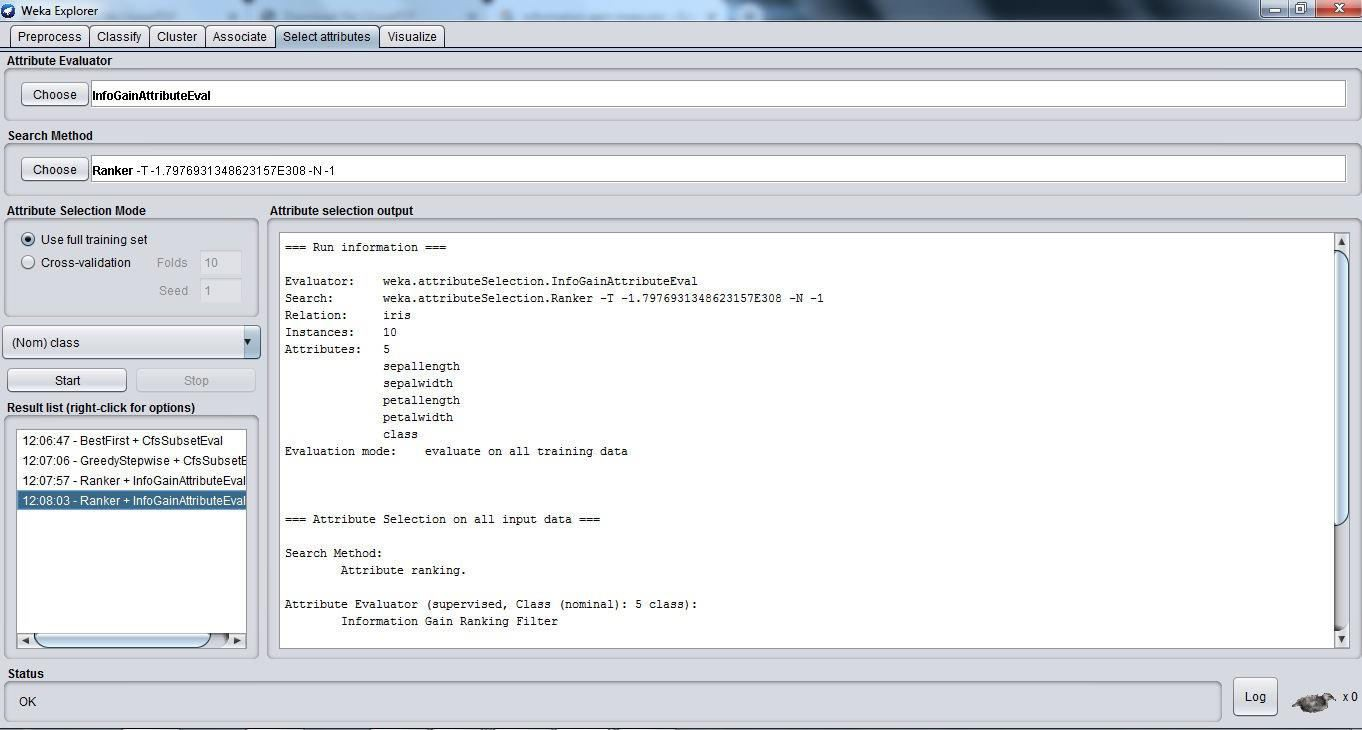 Weka Explorer
Preprocess Classify Cluster Associate Select attributes Visualize
Attribute Evaluator
Choose InfoGainAttributeEval
Search Method
Choose Ranker -T -1.7976931348623157E308 -N -1
Attribute Selection Mode
Use full training set
Cross-validation Folds 10
Seed 1
(Nom) class
Start Stop
Result list (right-click for options)
12:06:47 - BestFirst + CfsSubsetEval
12:07:06 - GreedyStepwise + CfsSubsetE
12:07:57 - Ranker + InfoGainAttributeEval
12:08:03 - Ranker + InfoGainAttributeEval
Attribute selection output
=== Run information ===
Evaluator: weka.attributeSelection.InfoGainAttributeEval
Search: weka.attributeSelection.Ranker -T -1.7976931348623157E308 -N -1
Relation: iris
Instances: 10
Attributes: 5
sepallength
sepalwidth
petallength
petalwidth
class
Evaluation mode: evaluate on all training data
=== Attribute Selection on all input data ===
Search Method:
Attribute ranking.
Attribute Evaluator (supervised, Class (nominal): 5 class):
Information Gain Ranking Filter
Status
OK
Log
x 0